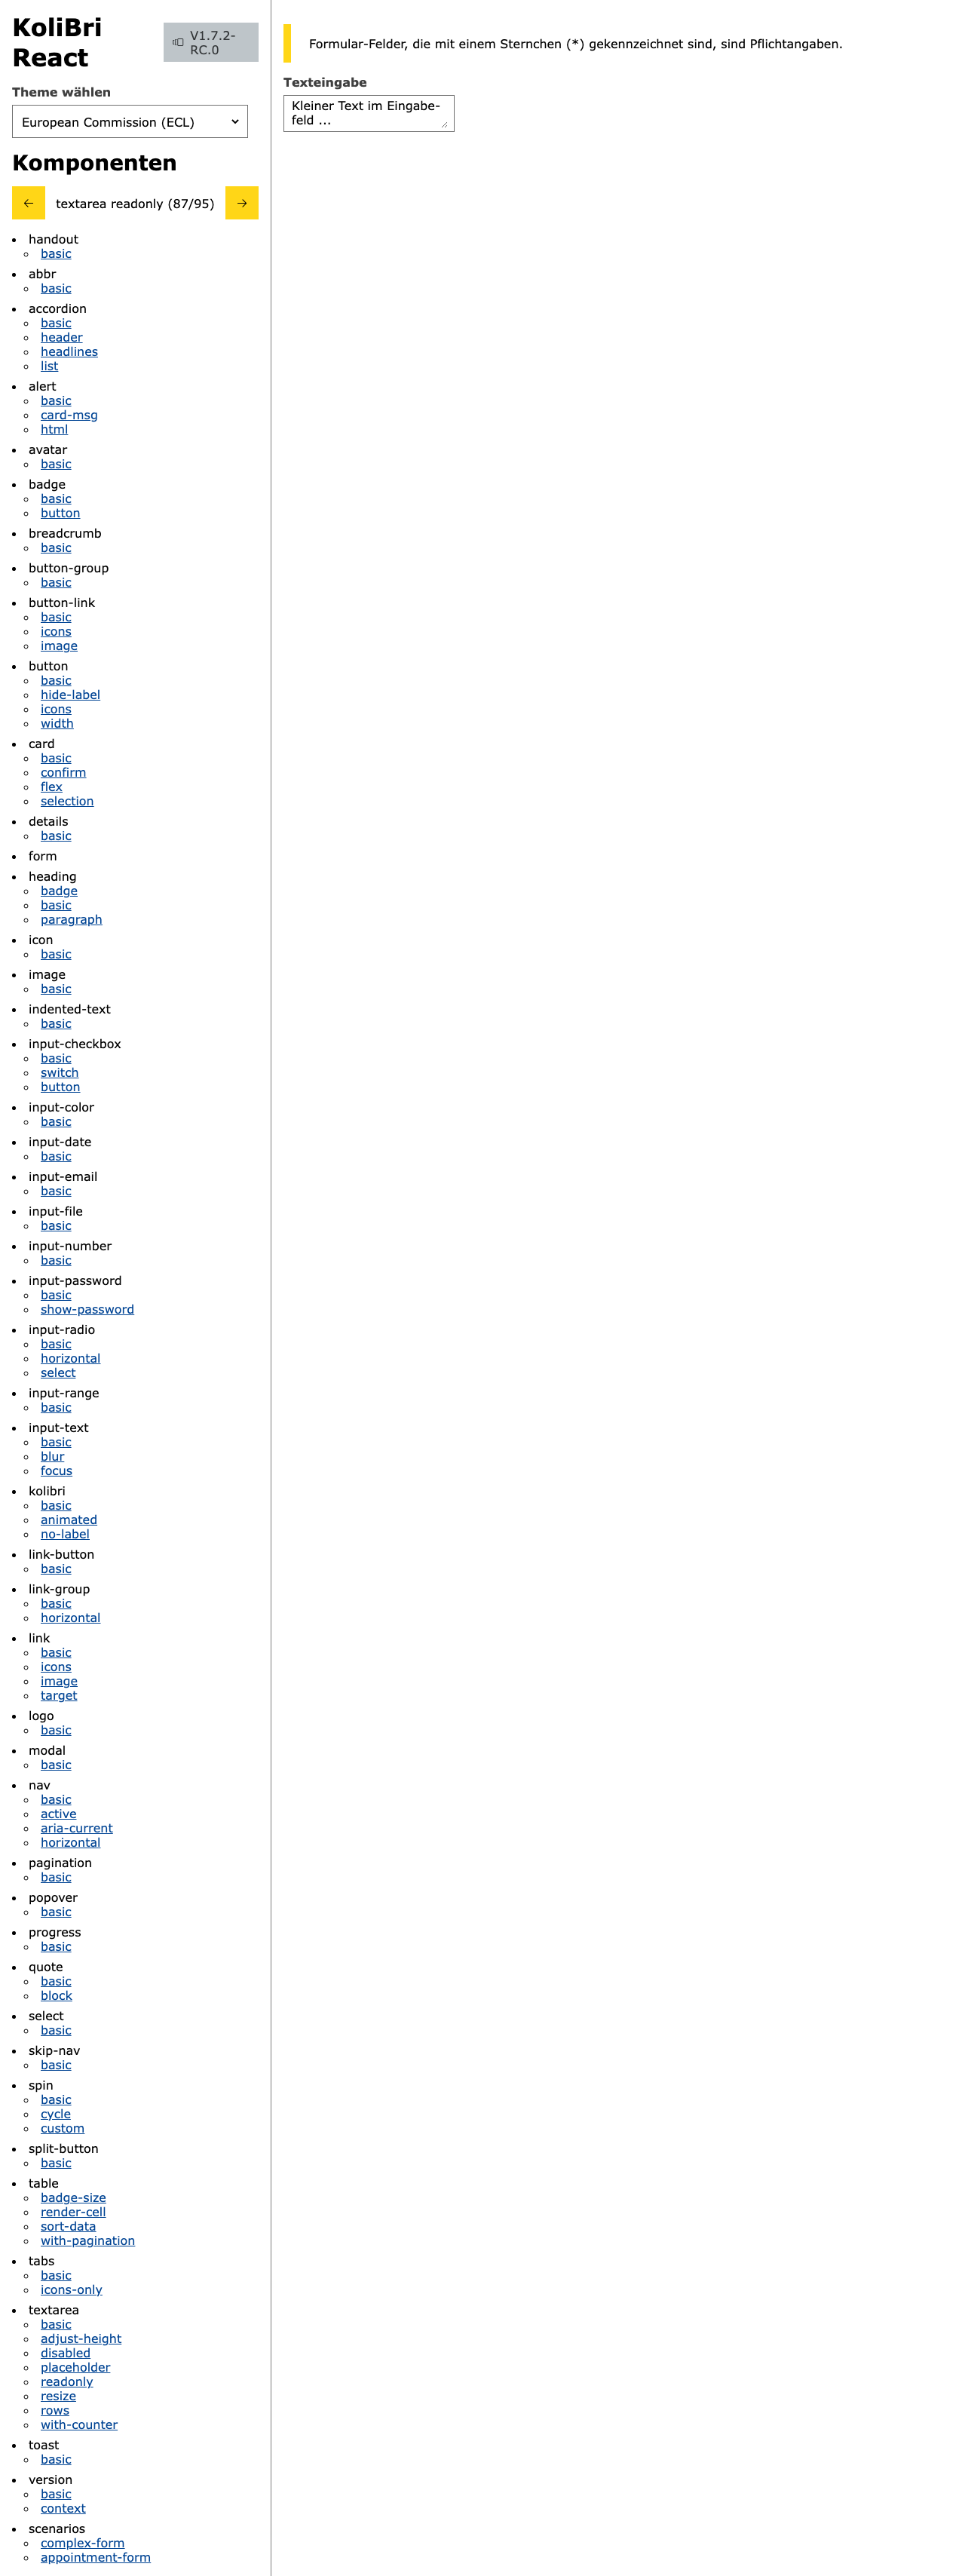 KoliBri
React
V1.7.2-
RC.0
Theme wählen
European Commission (ECL)
Komponenten
textarea readonly (87/95)
handout
basic
abbr
basic
accordion
basic
header
headlines
list
alert
basic
card-msg
html
avatar
basic
badge
basic
button
breadcrumb
basic
button-group
basic
button-link
basic
icons
image
button
basic
hide-label
icons
width
card
basic
confirm
flex
selection
details
basic
form
heading
badge
basic
paragraph
icon
basic
image
basic
indented-text
basic
input-checkbox
basic
switch
button
input-color
basic
input-date
basic
input-email
basic
input-file
basic
input-number
basic
input-password
basic
show-password
input-radio
basic
horizontal
select
input-range
basic
input-text
basic
blur
focus
kolibri
basic
animated
no-label
link-button
basic
link-group
basic
horizontal
link
basic
icons
image
target
logo
basic
modal
basic
nav
basic
active
aria-current
horizontal
pagination
basic
popover
basic
progress
basic
quote
basic
block
select
basic
skip-nav
basic
spin
basic
cycle
custom
split-button
basic
table
badge-size
render-cell
sort-data
with-pagination
tabs
basic
icons-only
textarea
basic
adjust-height
disabled
placeholder
readonly
resize
rows
with-counter
toast
basic
version
basic
context
scenarios
complex-form
appointment-form
Formular-Felder, die mit einem Sternchen (*) gekennzeichnet sind, sind Pflichtangaben.
Texteingabe
Kleiner Text im Eingabe-
feld ...